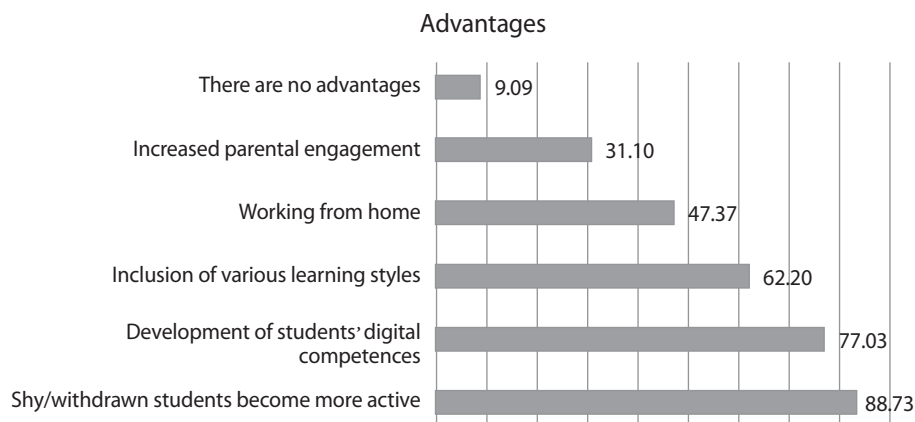 Advantages
There are no advantages
9.09
Increased parental engagement
31.10
Working from home
47.37
Inclusion of various learning styles
62.20
Development of students’ digital
competences
77.03
Shy/withdrawn students become more active
88.73